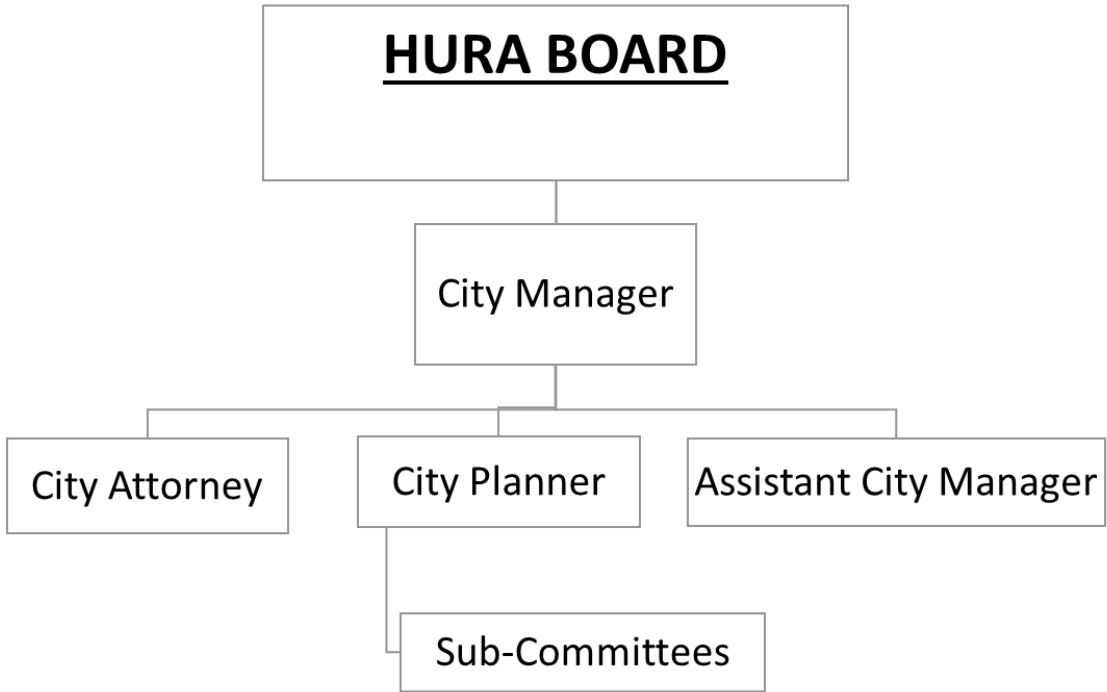 HURA BOARD
City Manager
City Attorney
City Planner
Assistant City Manager
Sub-Committees